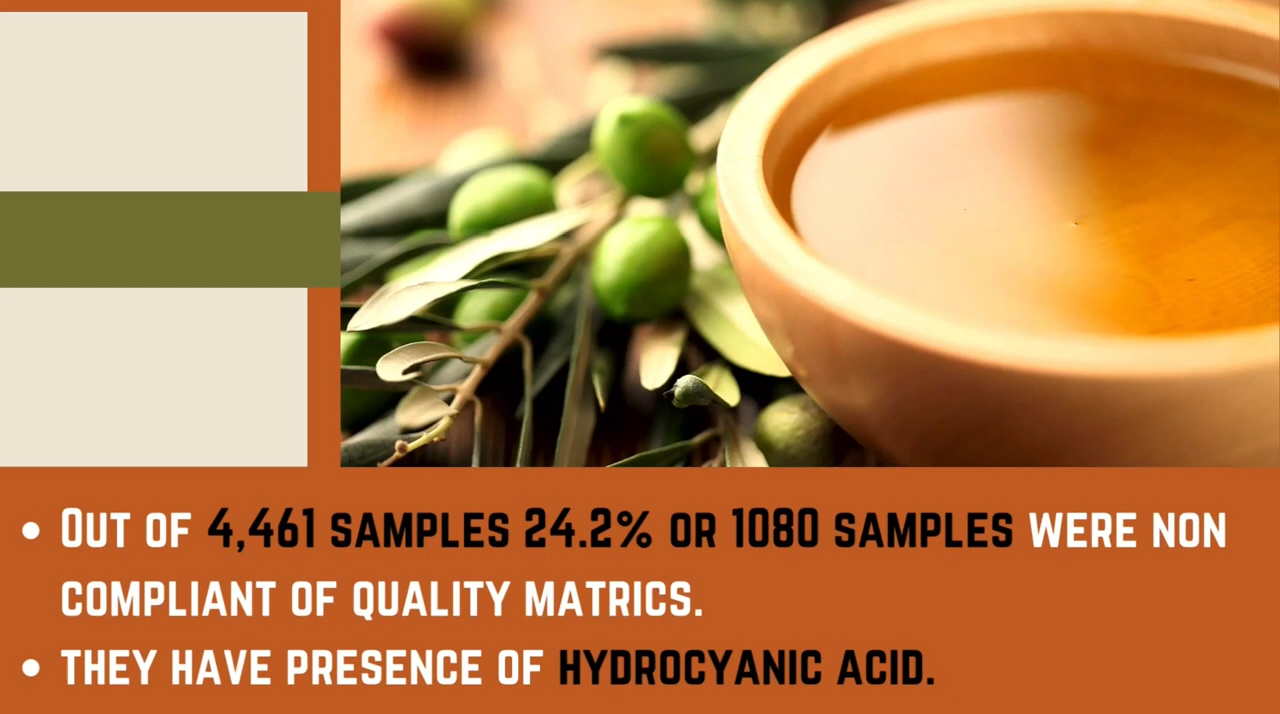 • Out of 4,461 samples 24.2% or 1080 samples were non
compliant of quality matrics.
• they have presence of hydrocyanic acid.